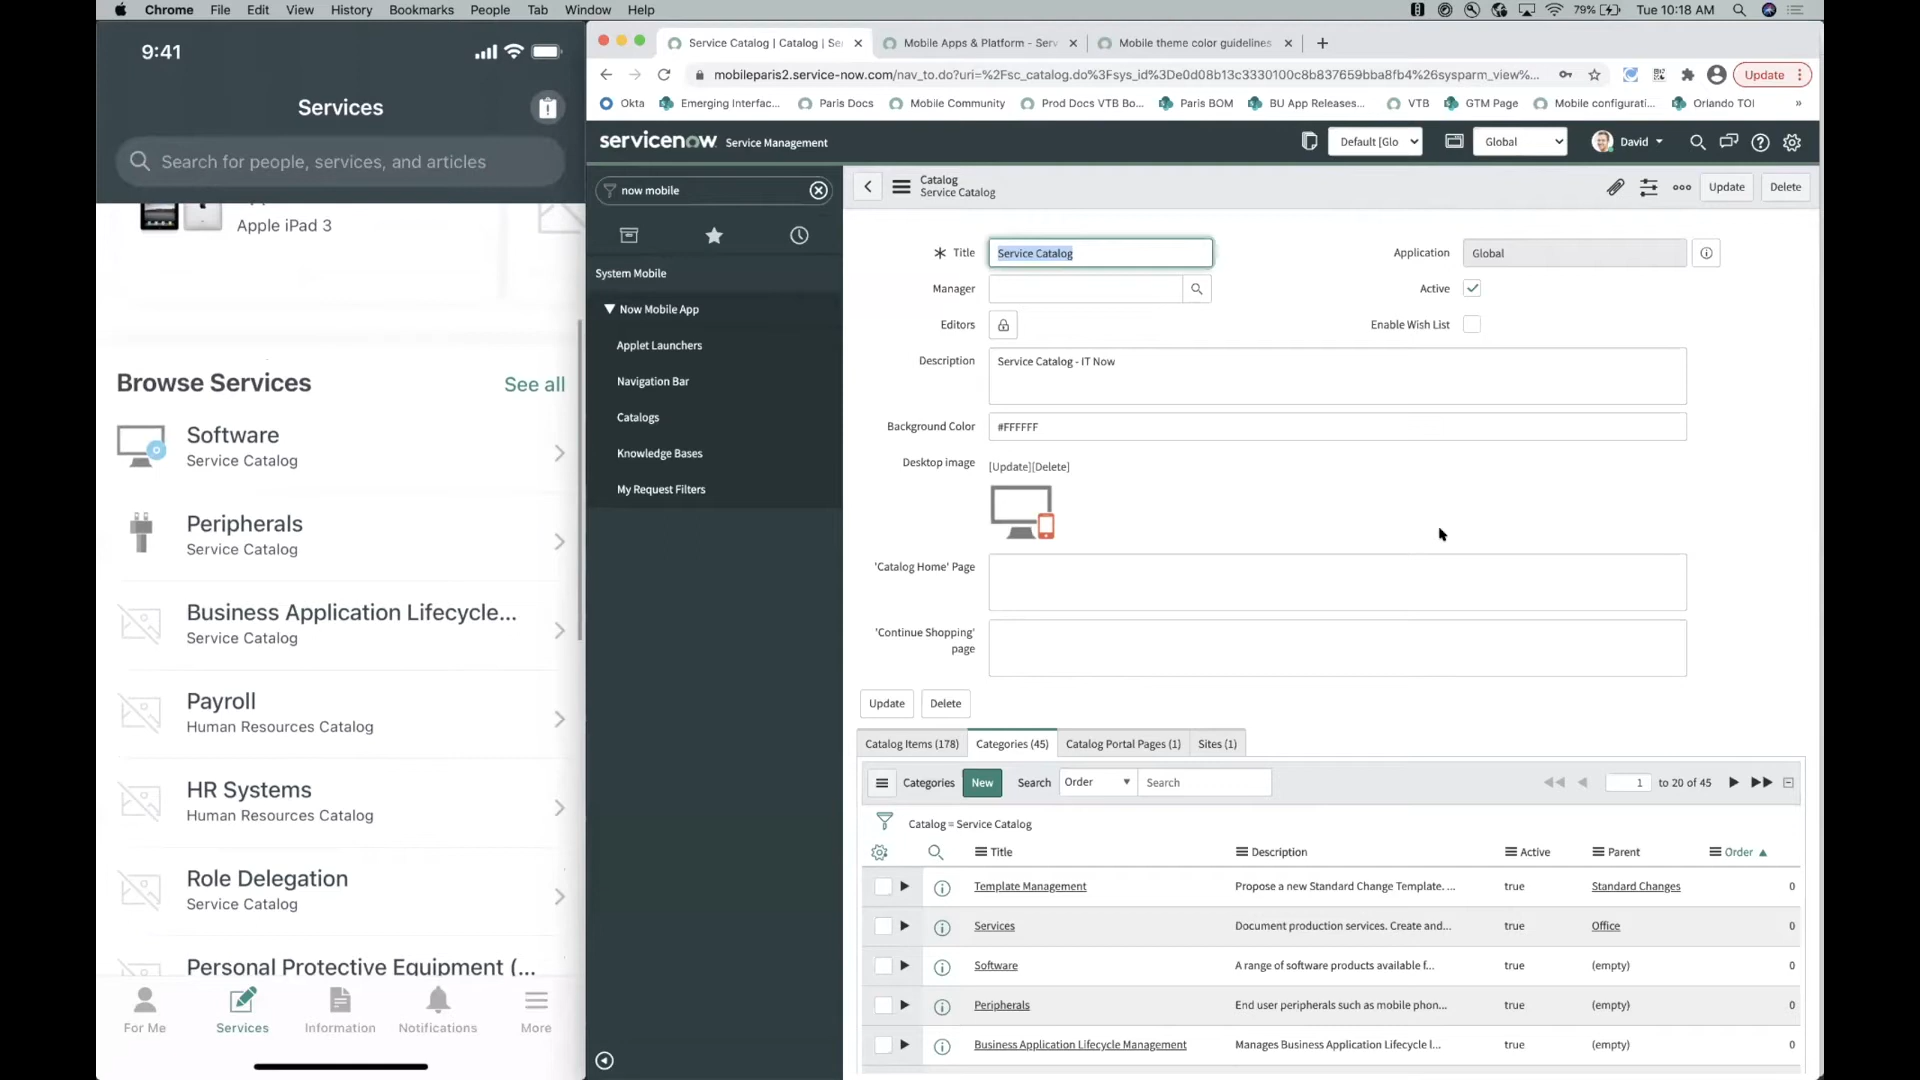 Chrome File Edit View History Bookmarks People Tab Window Help
79% Tue 10:18 AM
9:41
Services
Search for people, services, and articles
Apple iPad 3
Browse Services See all
Software
Service Catalog
Peripherals
Service Catalog
Business Application Lifecycle...
Service Catalog
Payroll
Human Resources Catalog
HR Systems
Human Resources Catalog
Role Delegation
Service Catalog
Personal Protective Equipment (...
For Me Services Information Notifications More
Service Catalog | Catalog | Se
Mobile Apps & Platform - Serv
Mobile theme color guidelines
mobileparis2.service-now.com/nav_to.do?uri=%2Fsc_catalog.do%3Fsys_id%3De0d08b13c3330100c8b837659bba8fb4%26sysparm_view%...
Update
Okta Emerging Interfac... Paris Docs Mobile Community Prod Docs VTB Bo... Paris BOM BU App Releases... VTB GTM Page Mobile configurati... Orlando TOI »
servicenow Service Management
Default [Glo Global David
now mobile
System Mobile
Now Mobile App
Applet Launchers
Navigation Bar
Catalogs
Knowledge Bases
My Request Filters
Catalog
Service Catalog
Update Delete
Title Service Catalog
Application Global
Manager
Active
Editors
Enable Wish List
Description Service Catalog - IT Now
Background Color #FFFFFF
Desktop image [Update][Delete]
'Catalog Home' Page
'Continue Shopping' page
Update Delete
Catalog Items (178) Categories (45) Catalog Portal Pages (1) Sites (1)
Categories New Search Order Search 1 to 20 of 45
Catalog = Service Catalog
Title Description Active Parent Order
Template Management Propose a new Standard Change Template. ... true Standard Changes 0
Services Document production services. Create and... true Office 0
Software A range of software products available f... true (empty) 0
Peripherals End user peripherals such as mobile phon... true (empty) 0
Business Application Lifecycle Management Manages Business Application Lifecycle l... true (empty) 0